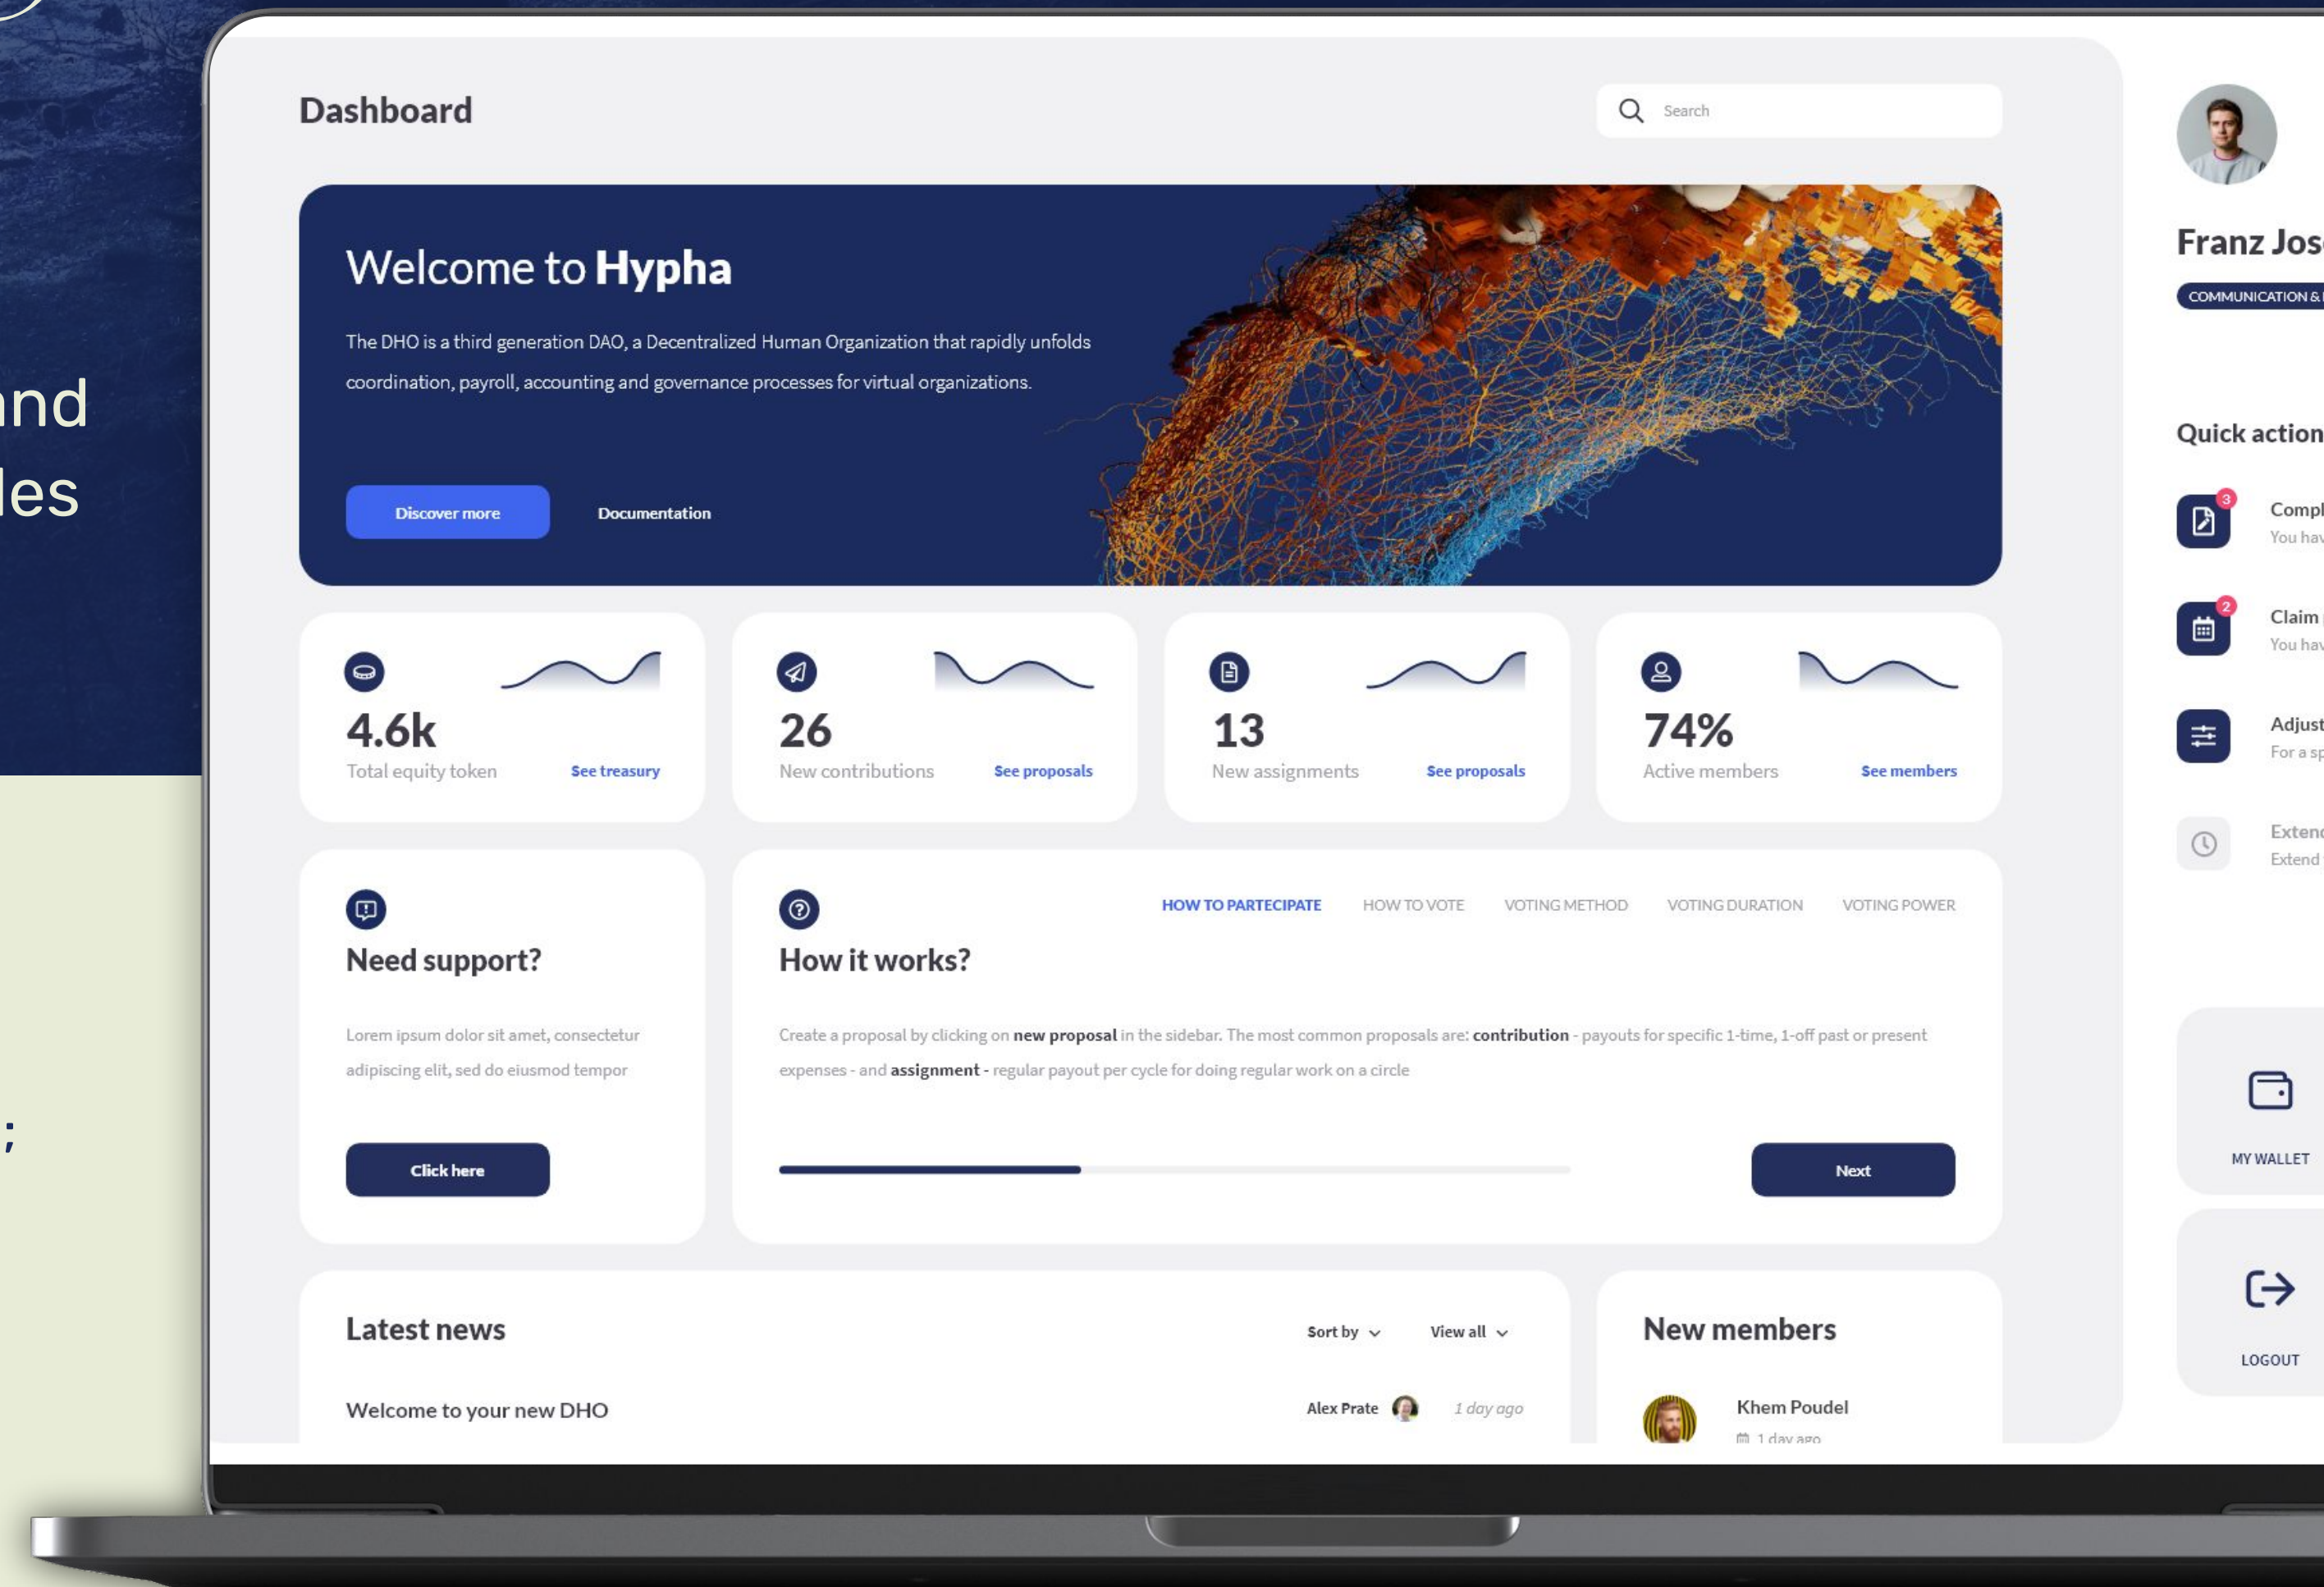 and
les
;
Dashboard
Search
Welcome to Hypha
The DHO is a third generation DAO, a Decentralized Human Organization that rapidly unfolds
coordination, payroll, accounting and governance processes for virtual organizations.
Discover more
Documentation
4.6k
Total equity token
See treasury
26
New contributions
See proposals
13
New assignments
See proposals
74%
Active members
See members
Need support?
Lorem ipsum dolor sit amet, consectetur
adipiscing elit, sed do eiusmod tempor
Click here
HOW TO PARTECIPATE
HOW TO VOTE
VOTING METHOD
VOTING DURATION
VOTING POWER
How it works?
Create a proposal by clicking on new proposal in the sidebar. The most common proposals are: contribution - payouts for specific 1-time, 1-off past or present
expenses - and assignment - regular payout per cycle for doing regular work on a circle
Next
Latest news
Sort by
View all
Welcome to your new DHO
Alex Prate
1 day ago
New members
Khem Poudel
1 day ago
Franz Jos
COMMUNICATION &
Quick action
3
Compl
You hav
2
Claim
You hav
Adjust
For a sp
Extend
Extend
MY WALLET
LOGOUT